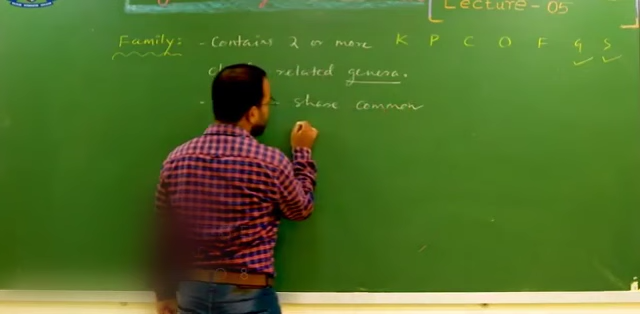 Lecture - 05
Family: - Contains 2 or more K P C O F G S
related genera.
- share common